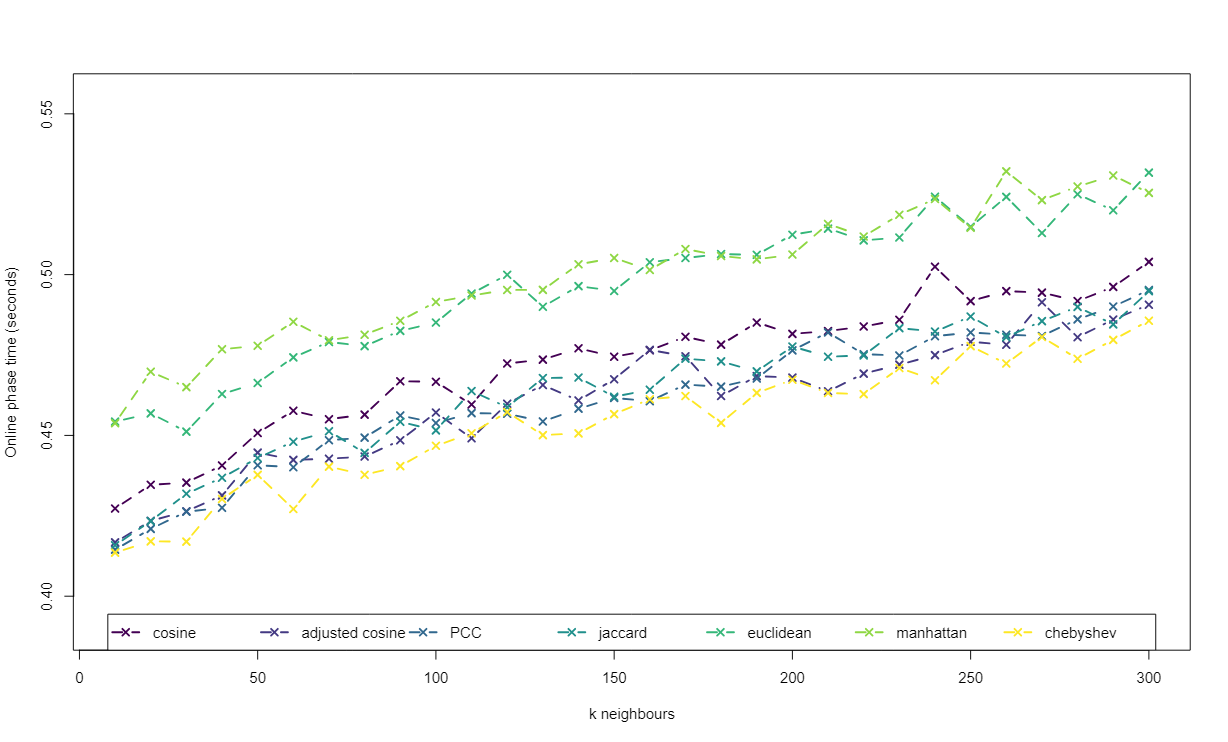 Online phase time (seconds)
0.55
0.50
0.45
0.40
cosine adjusted cosine PCC jaccard euclidean manhattan chebyshev
0 50 100 150 200 250 300
k neighbours